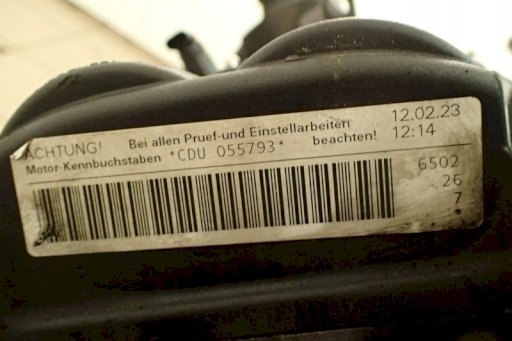 ACHTUNG! Bei allen Pruef-und Einstellarbeiten 12.02.23
Motor-Kennbuchstaben *CDU 055793* beachten! 12:14
6502
26
7